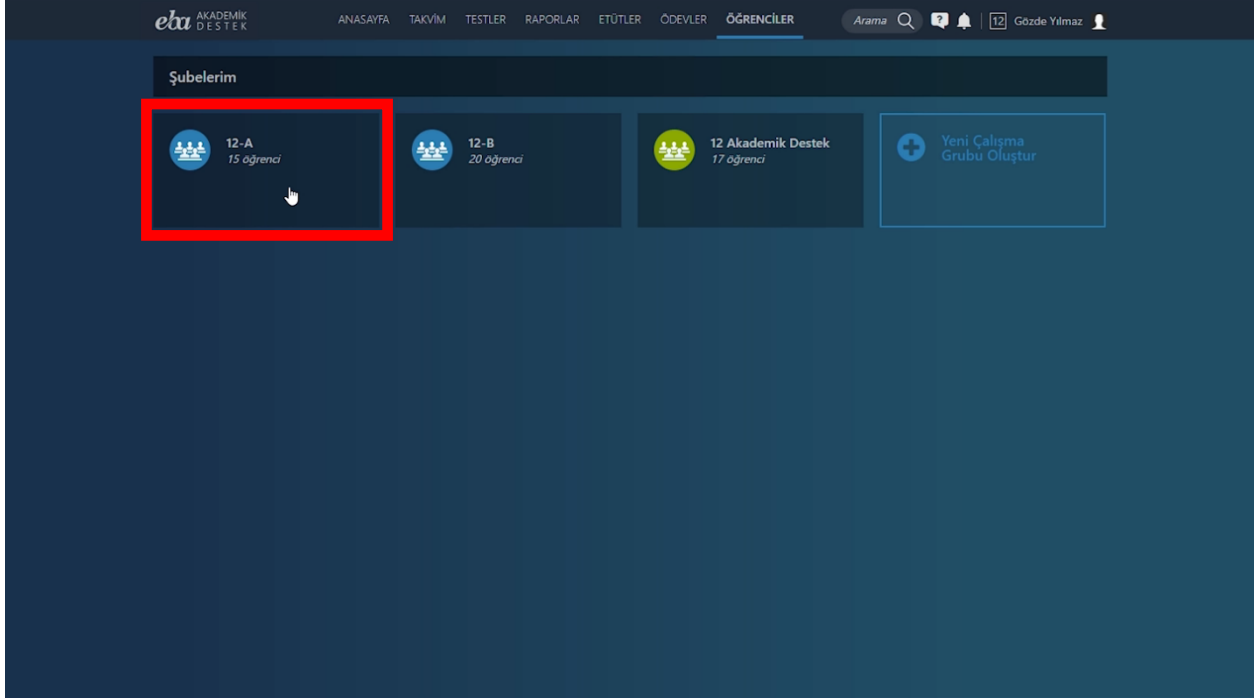 eba AKADEMİK DESTEK
ANASAYFA TAKVİM TESTLER RAPORLAR ETÜTLER ÖDEVLER ÖĞRENCİLER Arama ? 12 Gözde Yılmaz
Şubelerim
12-A
15 öğrenci
12-B
20 öğrenci
12 Akademik Destek
17 öğrenci
Yeni Çalışma
Grubu Oluştur